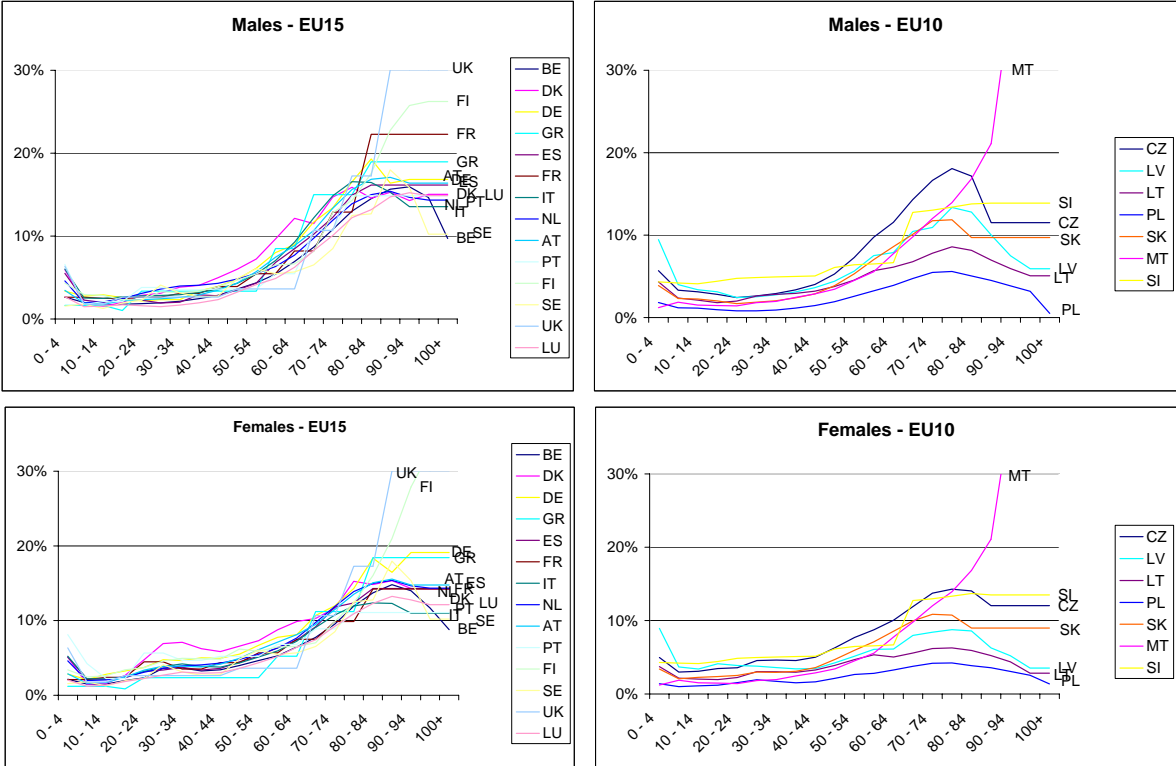 Males - EU15
30%
20%
10%
0%
0 - 4
10 - 14
20 - 24
30 - 34
40 - 44
50 - 54
60 - 64
70 - 74
80 - 84
90 - 94
100+
UK
FI
FR
GR
AT
DE
ES
DK
LU
NL
PT
IT
SE
BE
BE
DK
DE
GR
ES
FR
IT
NL
AT
PT
FI
SE
UK
LU
Males - EU10
30%
20%
10%
0%
0 - 4
10 - 14
20 - 24
30 - 34
40 - 44
50 - 54
60 - 64
70 - 74
80 - 84
90 - 94
100+
MT
SI
CZ
SK
LV
LT
PL
CZ
LV
LT
PL
SK
MT
SI
Females - EU15
30%
20%
10%
0%
0 - 4
10 - 14
20 - 24
30 - 34
40 - 44
50 - 54
60 - 64
70 - 74
80 - 84
90 - 94
100+
UK
FI
DE
GR
AT
ES
NL
FR
DK
LU
PT
IT
SE
BE
BE
DK
DE
GR
ES
FR
IT
NL
AT
PT
FI
SE
UK
LU
Females - EU10
30%
20%
10%
0%
0 - 4
10 - 14
20 - 24
30 - 34
40 - 44
50 - 54
60 - 64
70 - 74
80 - 84
90 - 94
100+
MT
SI
CZ
SK
LV
LT
PL
CZ
LV
LT
PL
SK
MT
SI